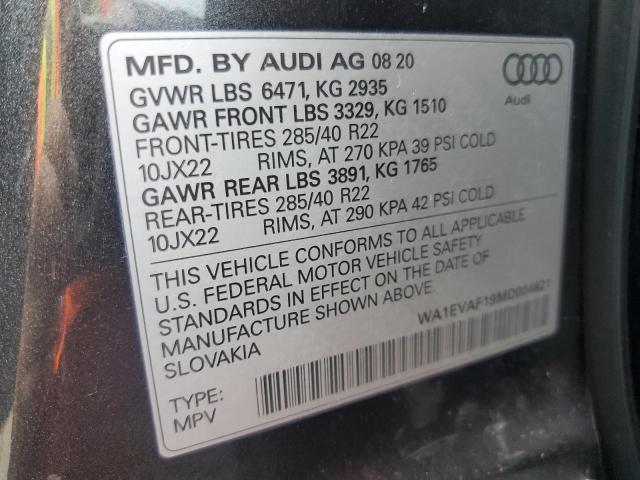 MFD. BY AUDI AG 08 20
GVWR LBS 6471, KG 2935
GAWR FRONT LBS 3329, KG 1510
FRONT-TIRES 285/40 R22
10JX22 RIMS, AT 270 KPA 39 PSI COLD
GAWR REAR LBS 3891, KG 1765
REAR-TIRES 285/40 R22
10JX22 RIMS, AT 290 KPA 42 PSI COLD
Audi
THIS VEHICLE CONFORMS TO ALL APPLICABLE
U.S. FEDERAL MOTOR VEHICLE SAFETY
STANDARDS IN EFFECT ON THE DATE OF
MANUFACTURE SHOWN ABOVE.
SLOVAKIA
WA1EVAF19MD004621
TYPE:
MPV